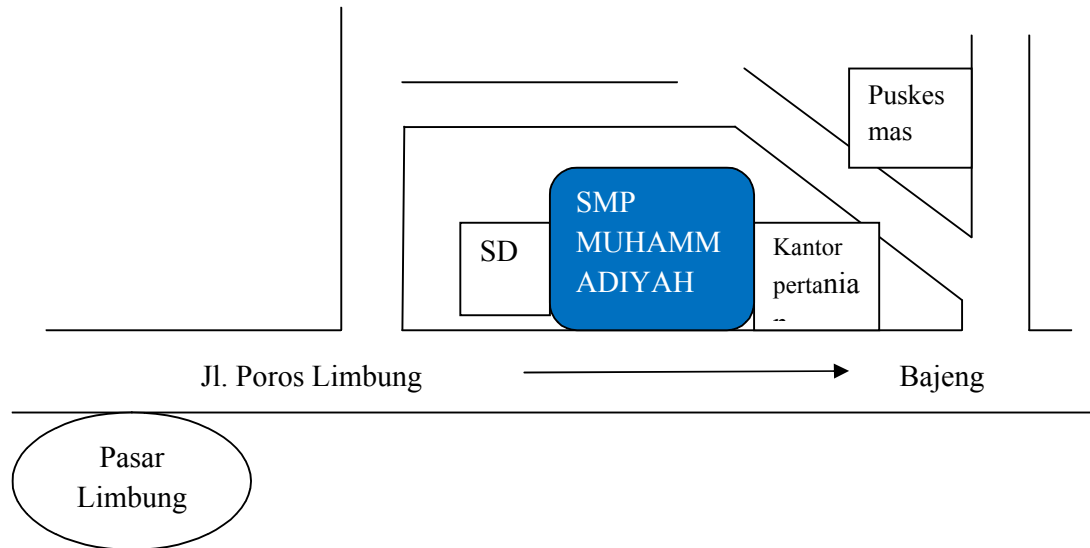 Puskes
mas
SMP
MUHAMM
ADIYAH
SD
Kantor
pertania
Jl. Poros Limbung
Bajeng
Pasar
Limbung